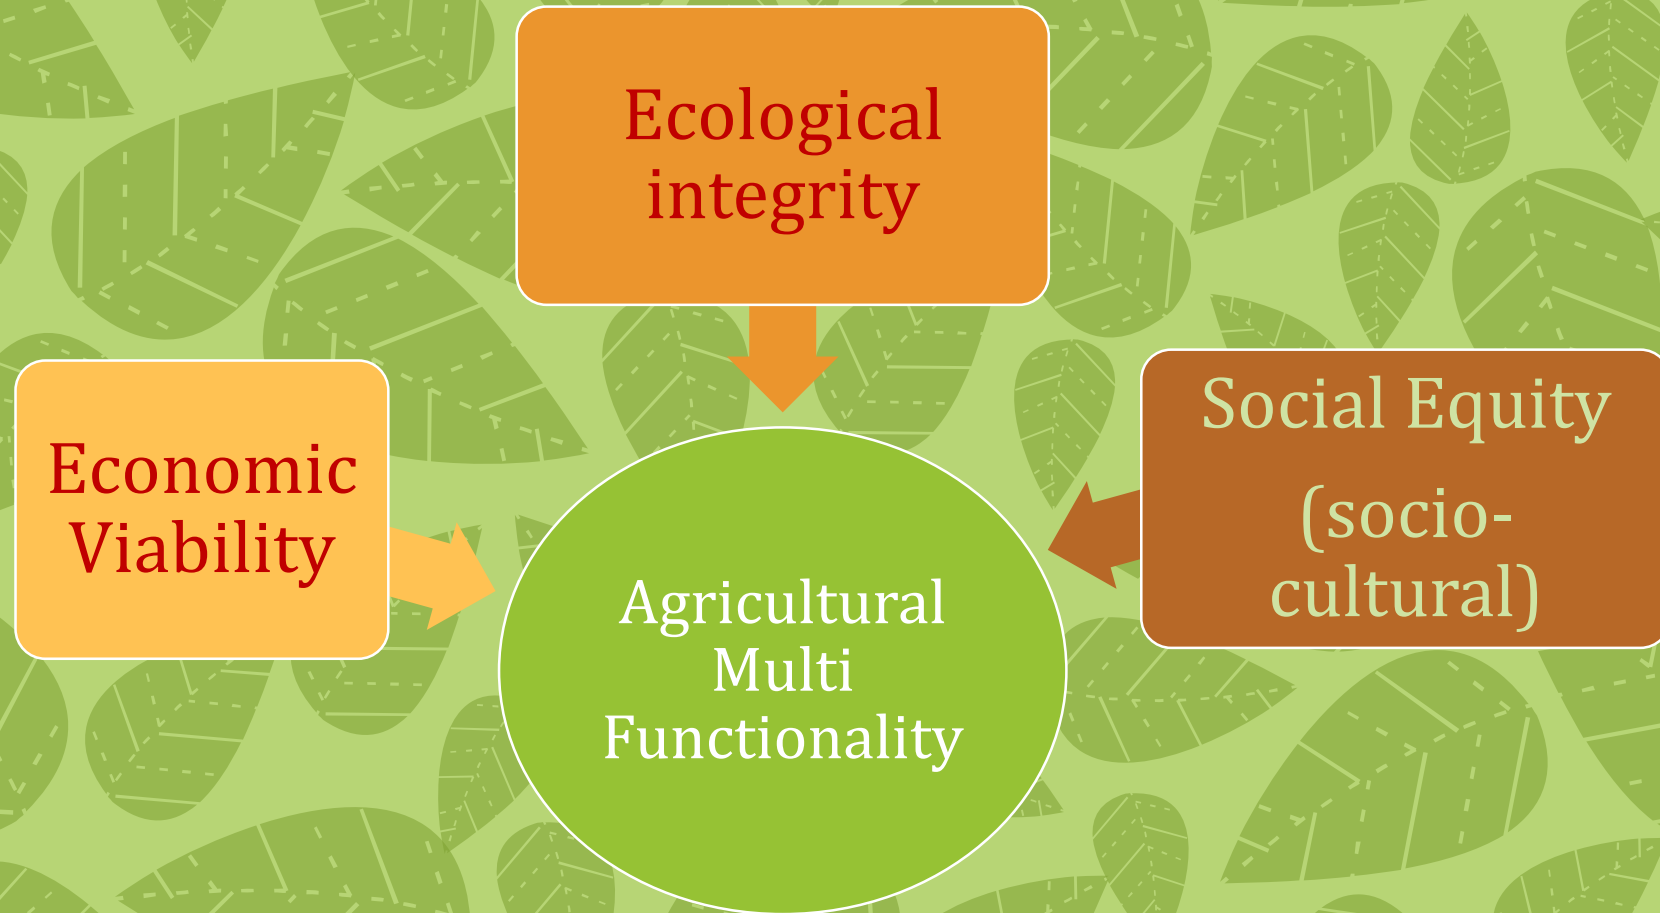 Ecological
integrity
Economic
Viability
Social Equity
(socio-
cultural)
Agricultural
Multi
Functionality